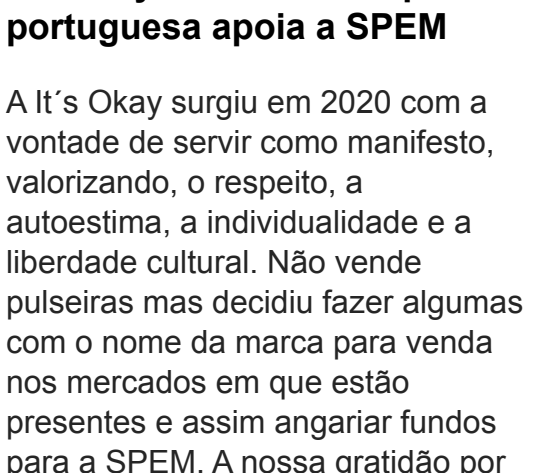 portuguesa apoia a SPEM
A It´s Okay surgiu em 2020 com a
vontade de servir como manifesto,
valorizando, o respeito, a
autoestima, a individualidade e a
liberdade cultural. Não vende
pulseiras mas decidiu fazer algumas
com o nome da marca para venda
nos mercados em que estão
presentes e assim angariar fundos
para a SPEM. A nossa gratidão por